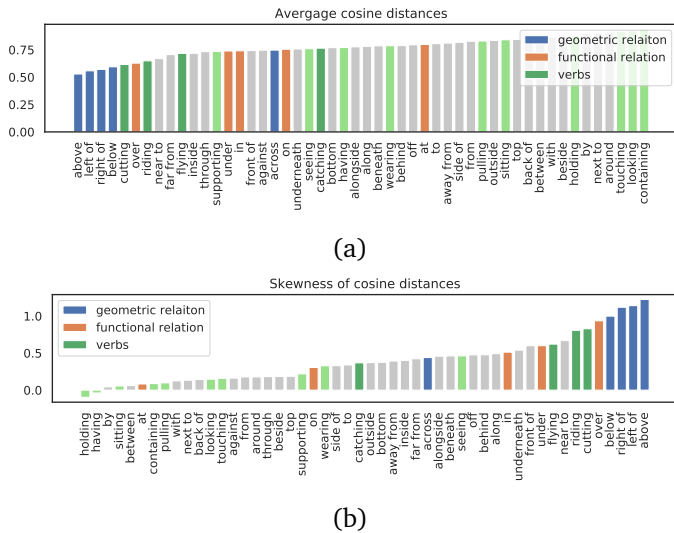 Avergage cosine distances
0.75
0.50
0.25
0.00
geometric relaiton
functional relation
verbs
above
left of
right of
below
cutting
over
riding
near to
far from
flying
inside
through
supporting
under
in
front of
against
across
on
underneath
seeing
catching
bottom
having
alongside
along
beneath
wearing
behind
off
at
to
away from
side of
from
pulling
outside
sitting
top
back of
between
with
beside
holding
by
next to
around
touching
looking
containing
(a)
Skewness of cosine distances
1.0
0.5
0.0
geometric relaiton
functional relation
verbs
holding
having
by
sitting
between
at
containing
pulling
with
next to
back of
looking
touching
against
from
around
through
beside
top
supporting
on
wearing
side of
to
catching
outside
bottom
away from
inside
far from
across
alongside
beneath
seeing
off
behind
along
in
underneath
front of
under
flying
near to
riding
cutting
over
below
right of
left of
above
(b)